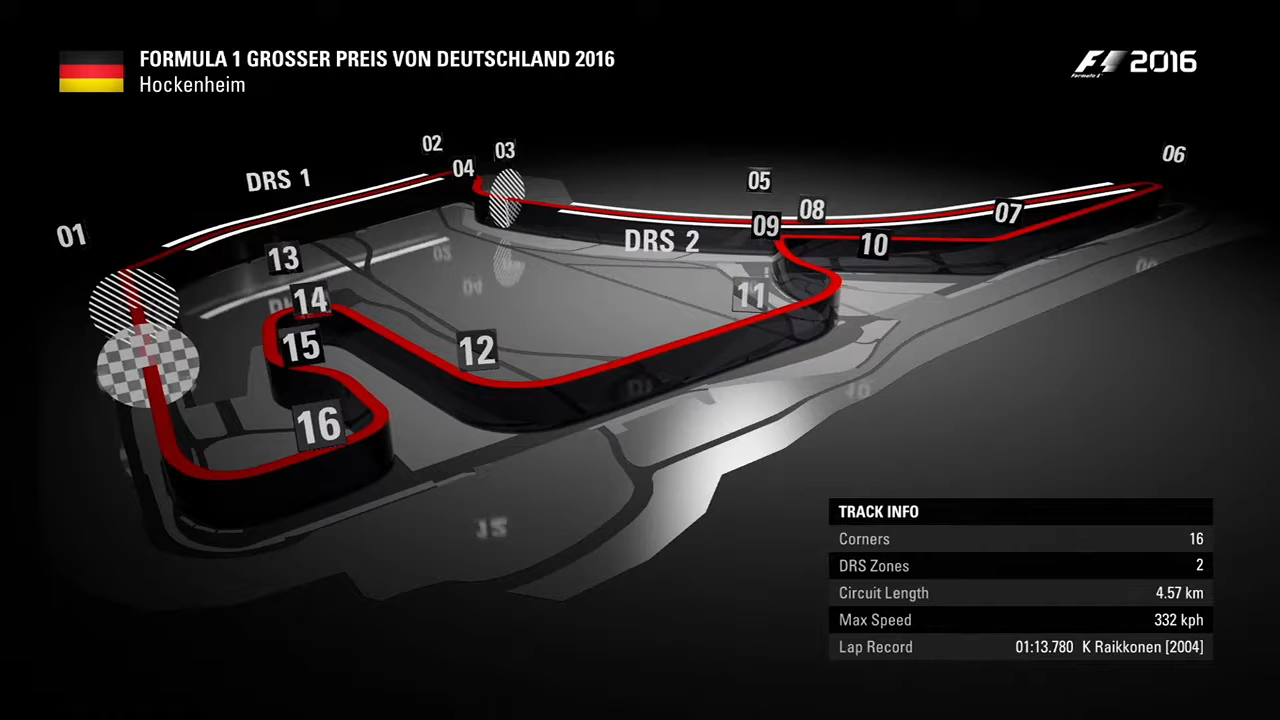 FORMULA 1 GROSSER PREIS VON DEUTSCHLAND 2016
Hockenheim
F1 2016
Formula 1
02
03
04
06
DRS 1
05
08
07
01
09
DRS 2
10
13
14
11
15
12
16
TRACK INFO
Corners 16
DRS Zones 2
Circuit Length 4.57 km
Max Speed 332 kph
Lap Record 01:13.780 K Raikkonen [2004]